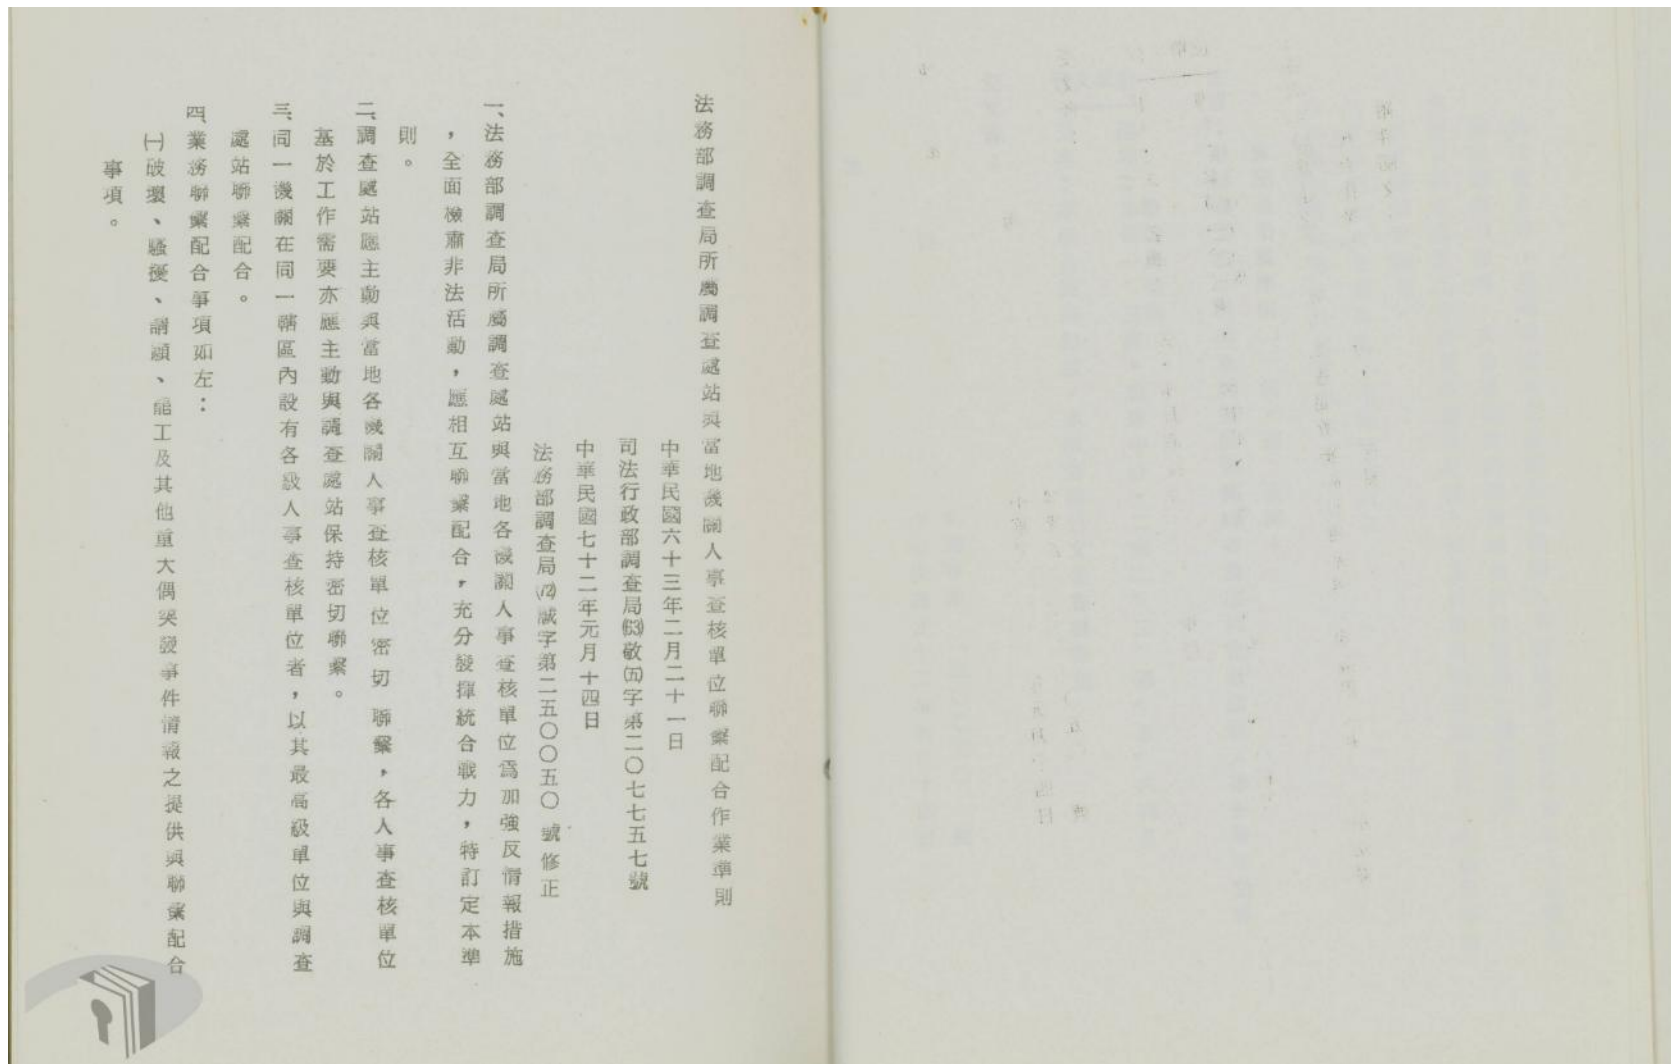 法務部調查局所屬調查處站與當地機關人事查核單位聯繫配合作業準則
中華民國六十三年二月二十一日
司法行政部調查局(63)敬(五)字第二〇七七五七號
中華民國七十二年元月十四日
法務部調查局(72)誠字第二五〇〇五〇號修正
一、法務部調查局所屬調查處站與當地各機關人事查核單位為加強反情報措施
，全面檢肅非法活動，應相互聯繫配合，充分發揮統合戰力，特訂定本準
則。
二、調查處站應主動與當地各機關人事查核單位密切聯繫，各人事查核單位
基於工作需要亦應主動與調查處站保持密切聯繫。
三、同一機關在同一轄區內設有各級人事查核單位者，以其最高級單位與調查
處站聯繫配合。
四、業務聯繫配合事項如左：
㈠破壞、騷擾、請願、罷工及其他重大偶突發事件情報之提供與聯繫配合
事項。